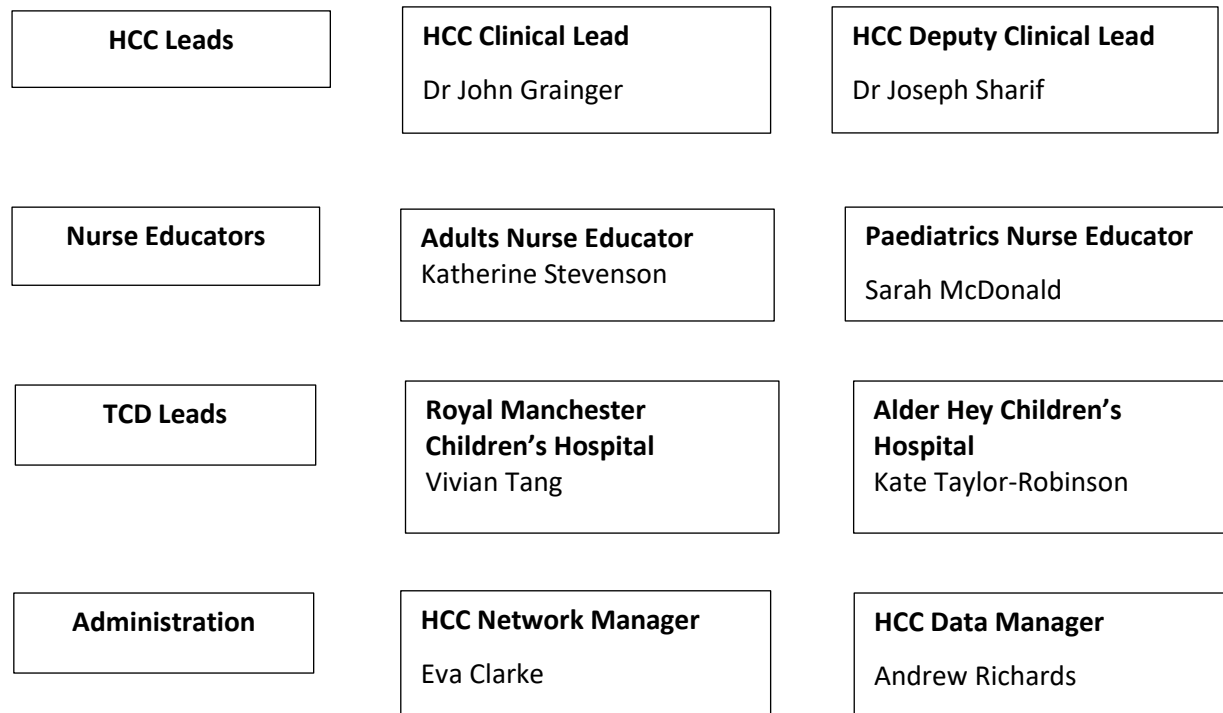 HCC Leads
HCC Clinical Lead
Dr John Grainger
HCC Deputy Clinical Lead
Dr Joseph Sharif
Nurse Educators
Adults Nurse Educator
Katherine Stevenson
Paediatrics Nurse Educator
Sarah McDonald
TCD Leads
Royal Manchester
Children’s Hospital
Vivian Tang
Alder Hey Children’s
Hospital
Kate Taylor-Robinson
Administration
HCC Network Manager
Eva Clarke
HCC Data Manager
Andrew Richards